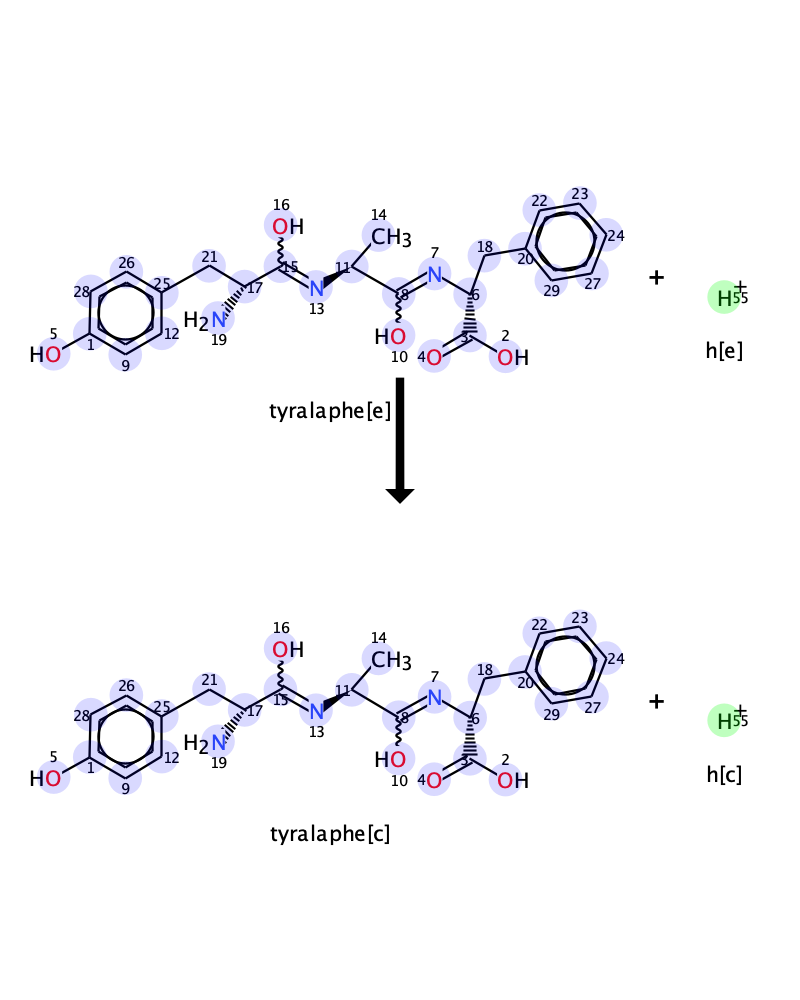 16
OH
14
CH3
22
23
24
20
27
29
18
7
N
6
26
21
15
11
8
28
25
17
N
13
H2N
19
HO
10
3
4O
2
OH
5
HO
1
12
9
+
H+
55
h[e]
tyralaphe[e]
16
OH
14
CH3
22
23
24
20
27
29
18
7
N
6
26
21
15
11
8
28
25
17
N
13
H2N
19
HO
10
3
4O
2
OH
5
HO
1
12
9
+
H+
55
h[c]
tyralaphe[c]